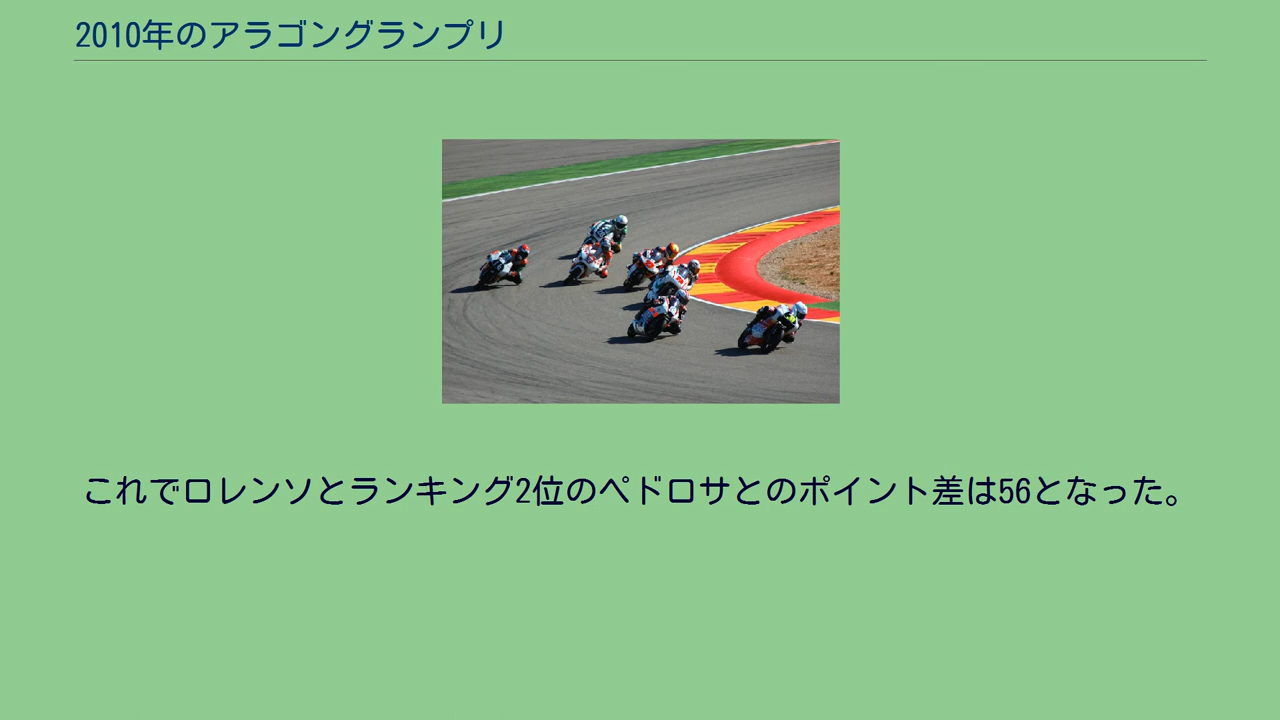 2010年のアラゴングランプリ
これでロレンソとランキング2位のペドロサとのポイント差は56となった。